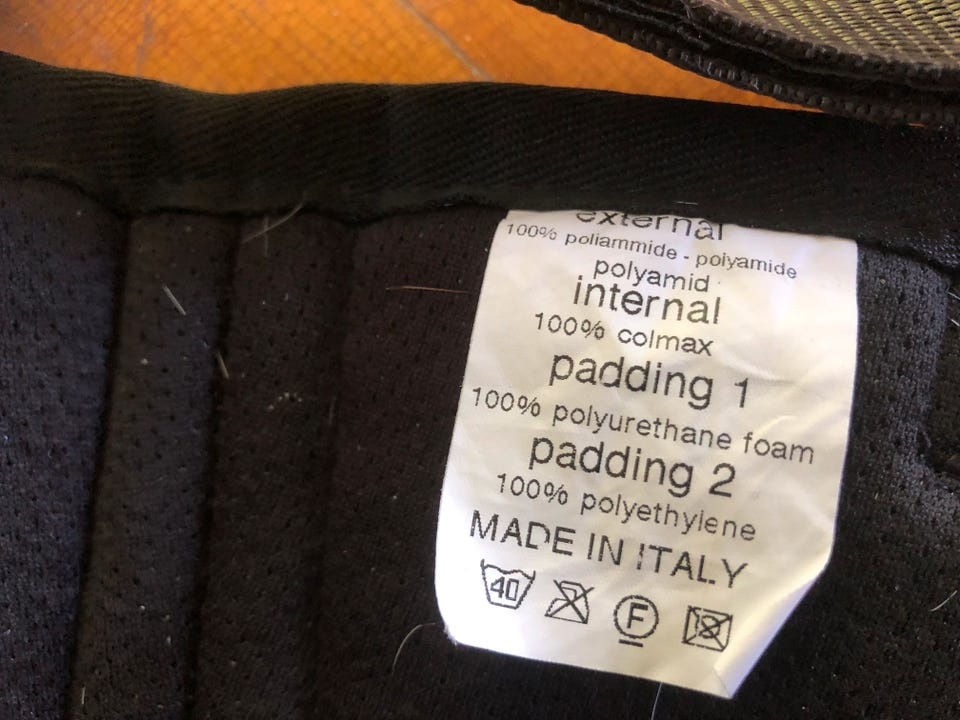 external
100% poliammide - polyamide
polyamid
internal
100% colmax
padding 1
100% polyurethane foam
padding 2
100% polyethylene
MADE IN ITALY
40 F